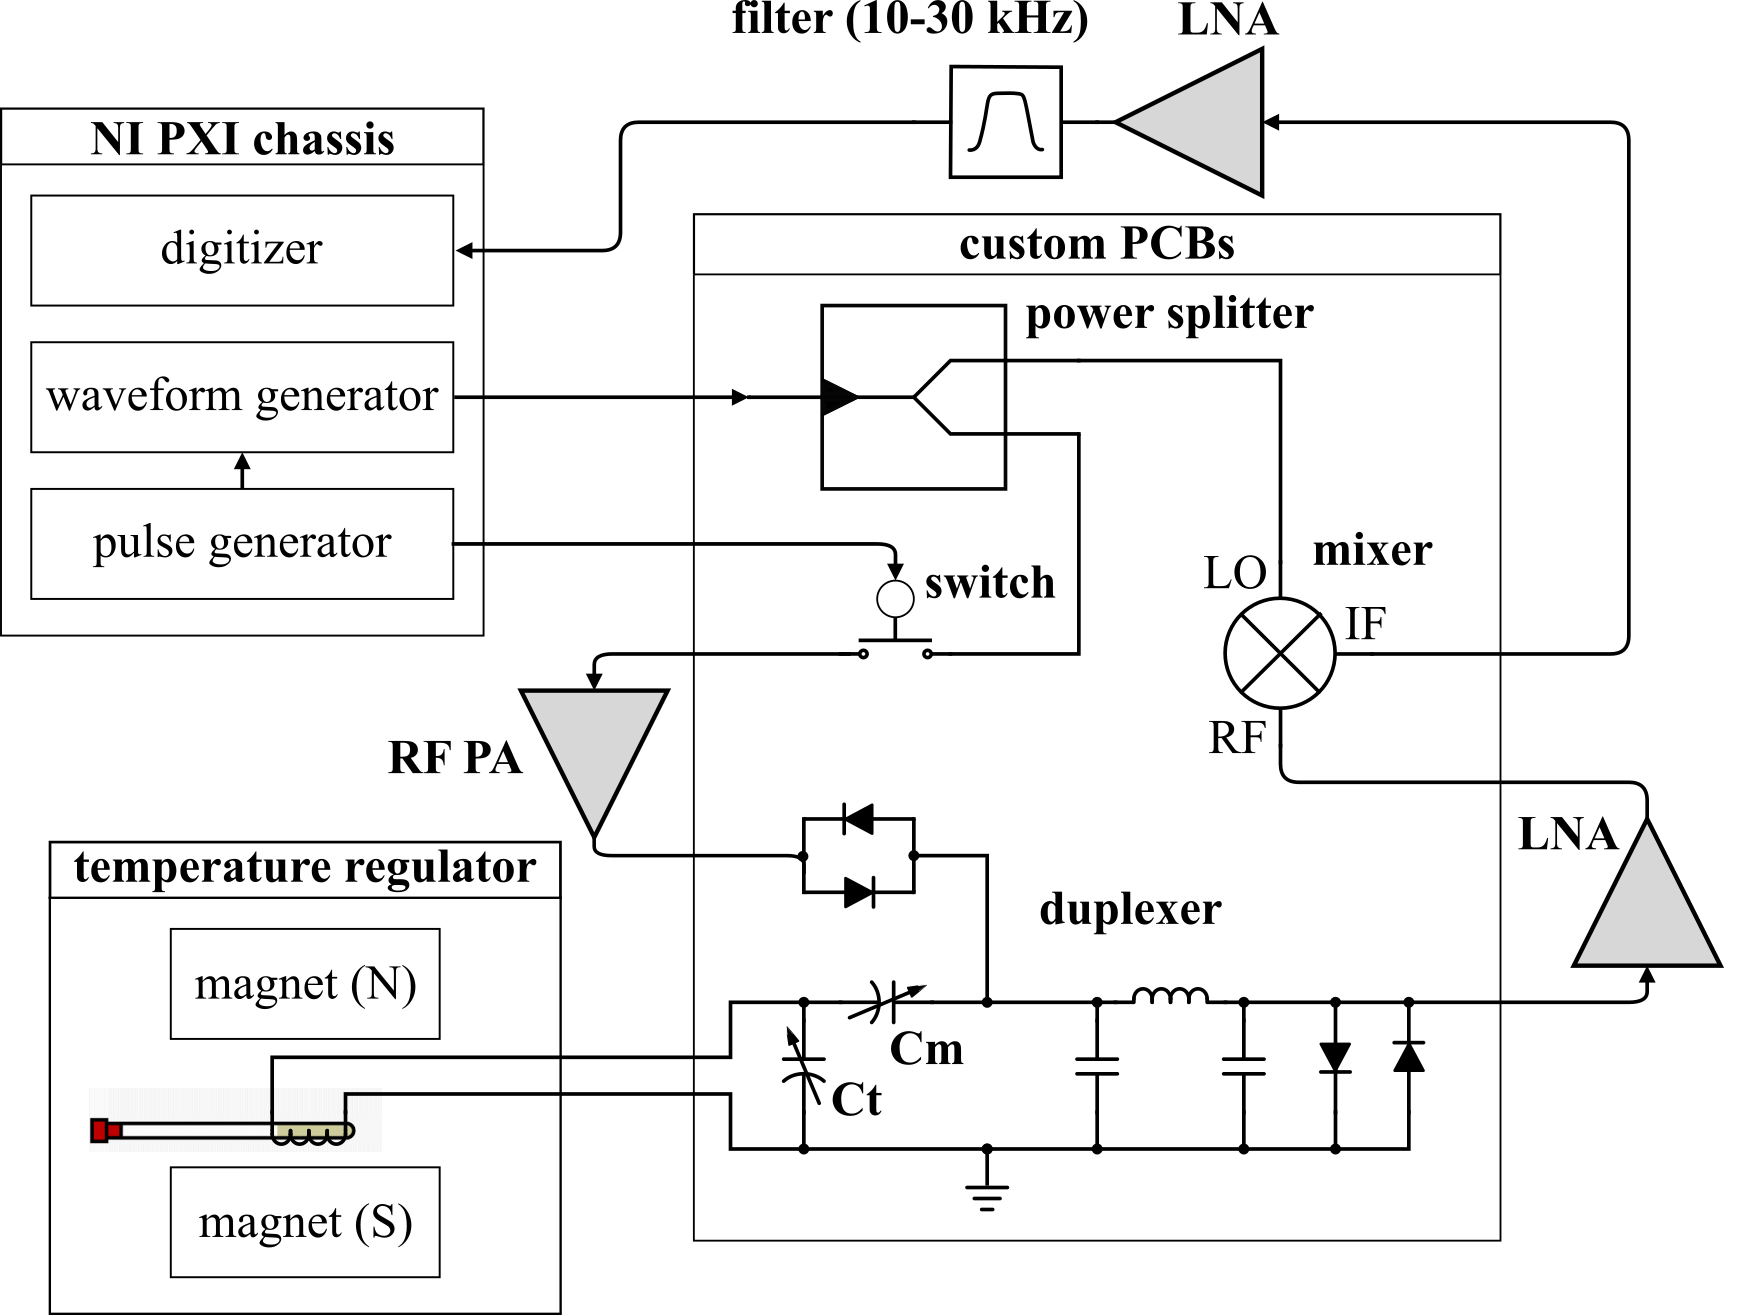 filter (10-30 kHz)
LNA
NI PXI chassis
digitizer
custom PCBs
power splitter
waveform generator
pulse generator
switch
mixer
LO
IF
RF
RF PA
LNA
temperature regulator
duplexer
magnet (N)
Cm
Ct
magnet (S)